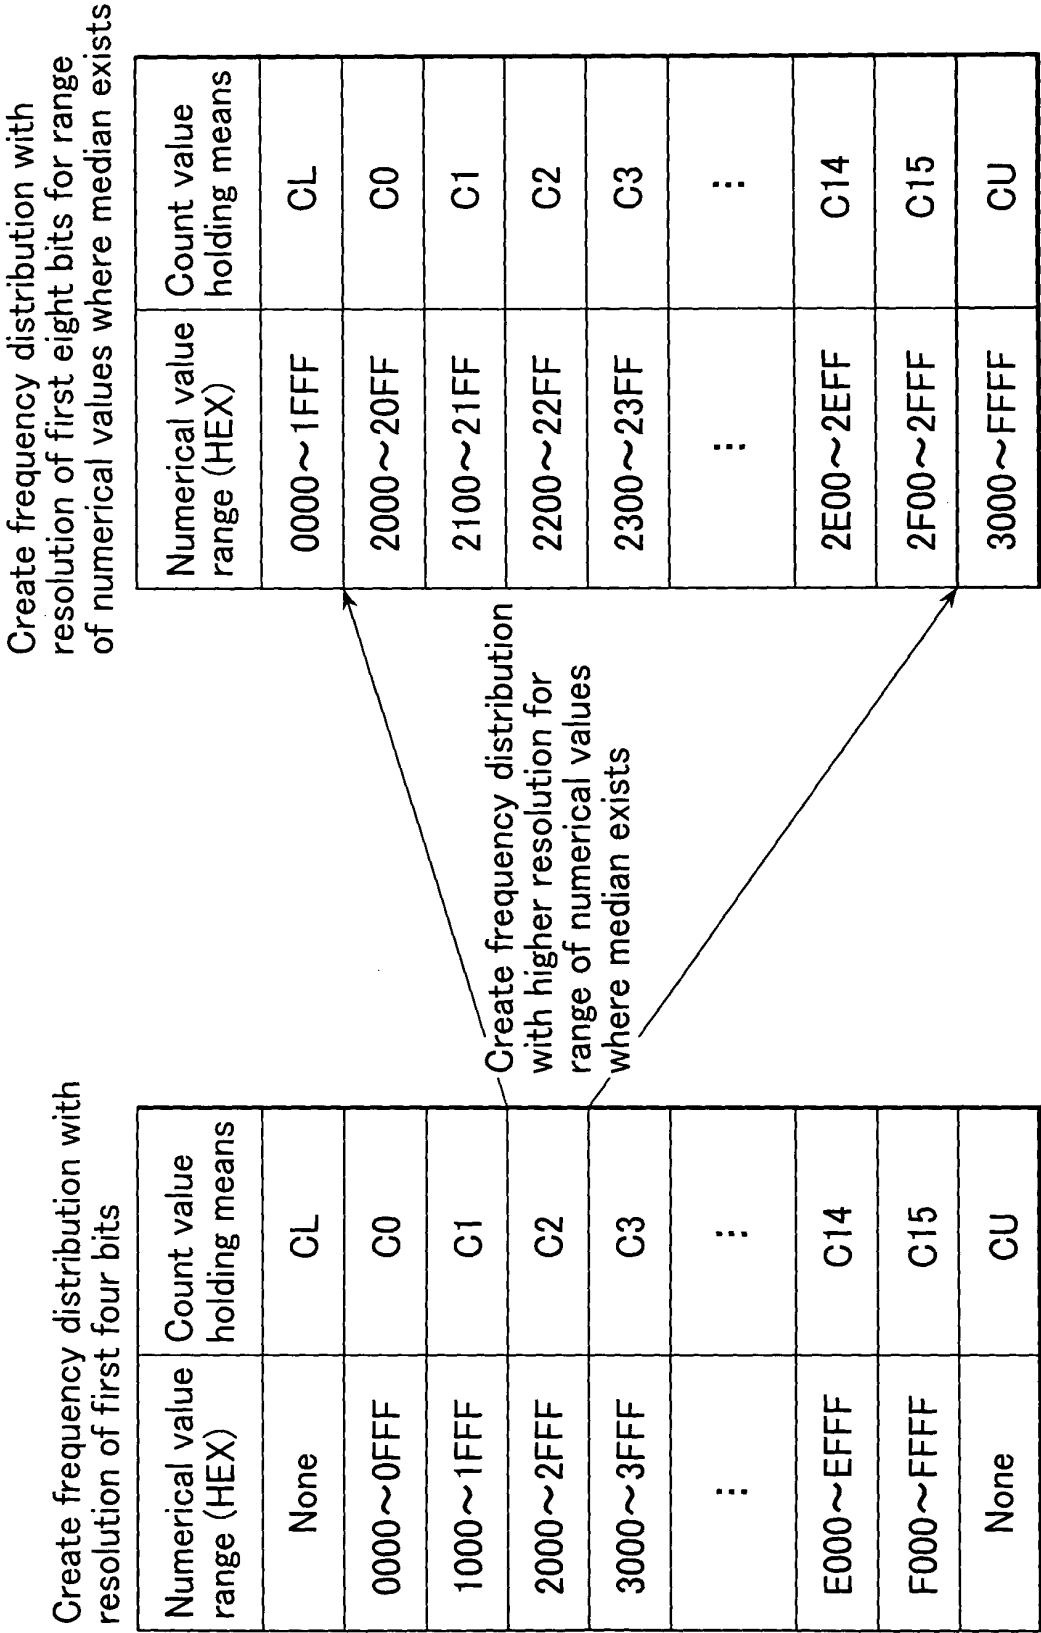 Create frequency distribution with
resolution of first four bits
Numerical value
range (HEX)
Count value
holding means
None
CL
0000~0FFF
C0
1000~1FFF
C1
2000~2FFF
C2
3000~3FFF
C3
⋮
⋮
E000~EFFF
C14
F000~FFFF
C15
None
CU
Create frequency distribution
with higher resolution for
range of numerical values
where median exists
Create frequency distribution with
resolution of first eight bits for range
of numerical values where median exists
Numerical value
range (HEX)
Count value
holding means
0000~1FFF
CL
2000~20FF
C0
2100~21FF
C1
2200~22FF
C2
2300~23FF
C3
⋮
⋮
2E00~2EFF
C14
2F00~2FFF
C15
3000~FFFF
CU